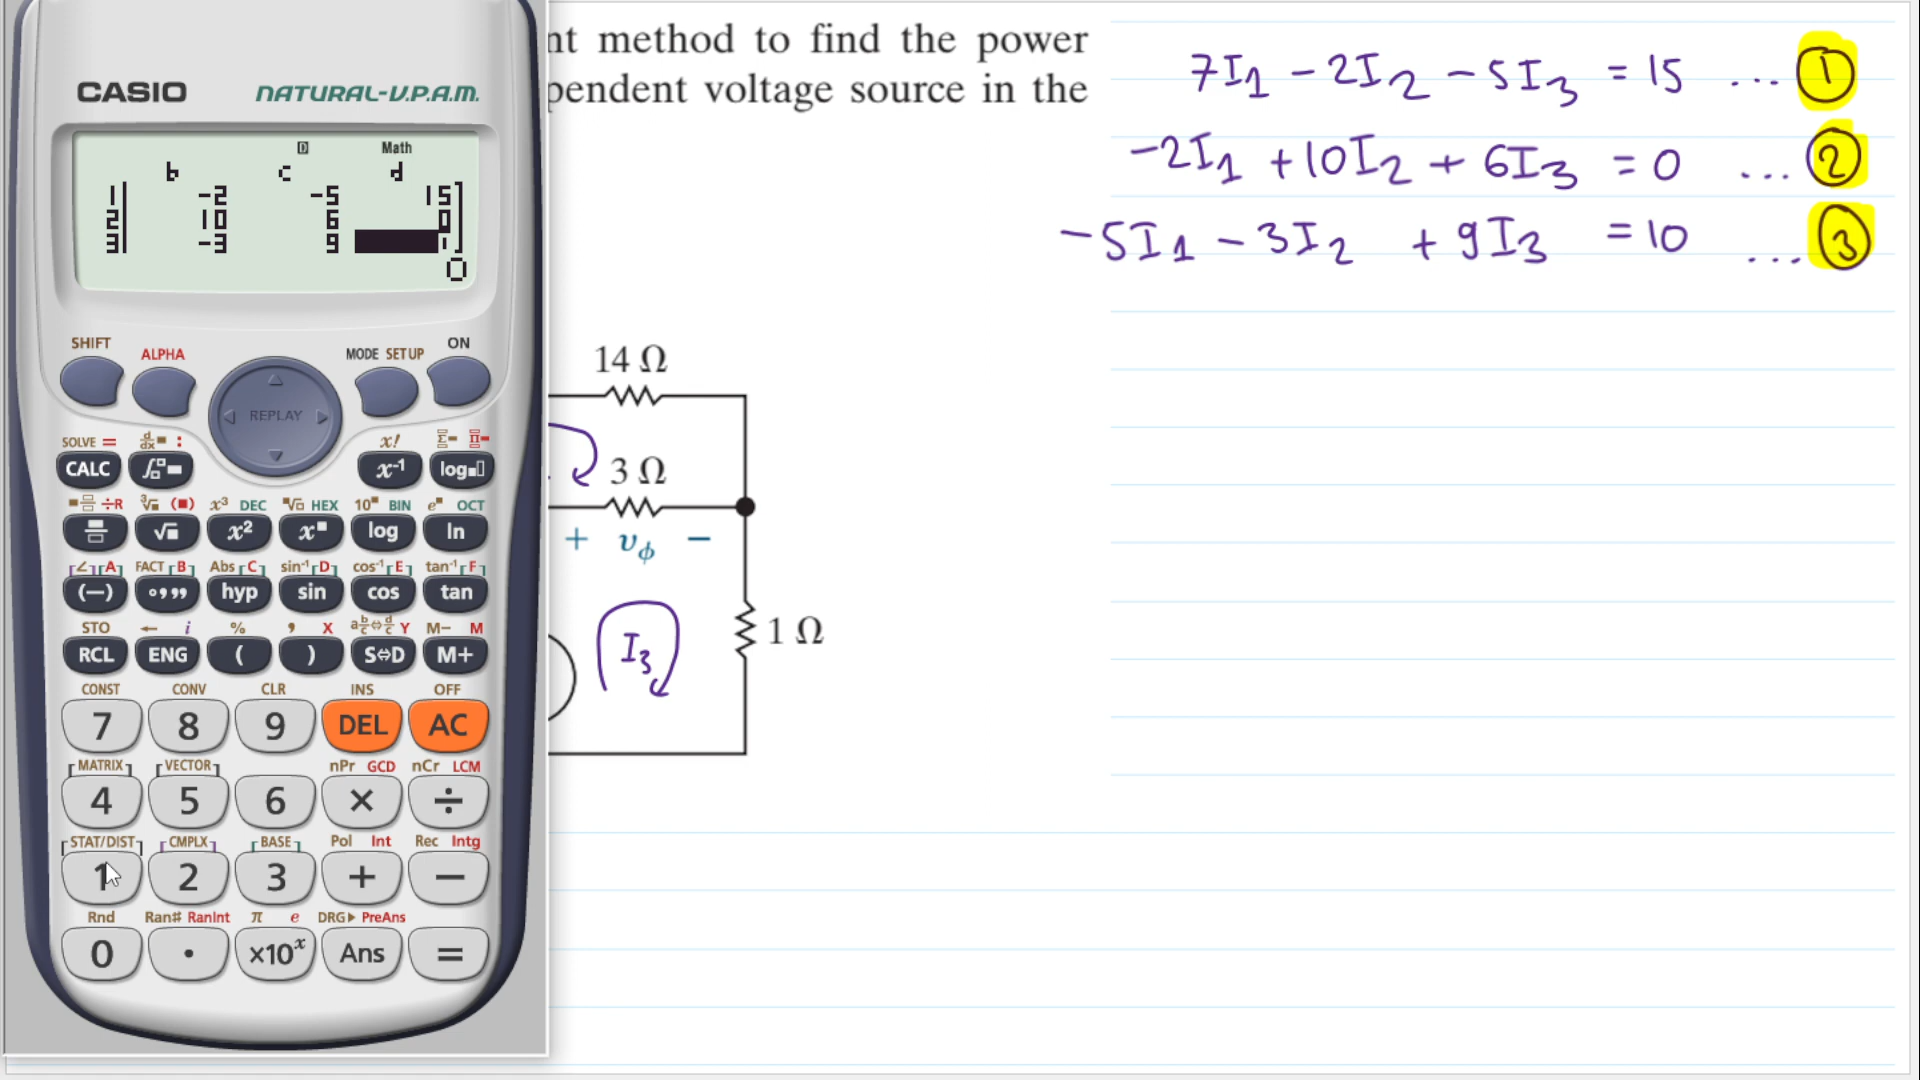 CASIO NATURAL-V.P.A.M.
D Math
b c d
1 -2 -5 15
2 10 6 0
3 -3 9
0
SHIFT ALPHA MODE SETUP ON
REPLAY
SOLVE = d/dx : x! Σ Π
CALC x⁻¹ log
÷R ³√ x³ DEC √ HEX 10 BIN e OCT
√ x² x log ln
∠ A FACT B Abs C sin⁻¹ D cos⁻¹ E tan⁻¹ F
(−) °,,, hyp sin cos tan
STO ← i % , X a b/c⇔d/c Y M− M
RCL ENG ( ) S⇔D M+
CONST CONV CLR INS OFF
7 8 9 DEL AC
MATRIX VECTOR nPr GCD nCr LCM
4 5 6 × ÷
STAT/DIST CMPLX BASE Pol Int Rec Intg
1 2 3 + −
Rnd Ran# RanInt π e DRG▶ PreAns
0 . ×10ˣ Ans =
nt method to find the power
pendent voltage source in the
14 Ω
3 Ω
+ vϕ −
I₃
1 Ω
7I₁ − 2I₂ − 5I₃ = 15 ... ①
−2I₁ + 10I₂ + 6I₃ = 0 ... ②
−5I₁ − 3I₂ + 9I₃ = 10 ... ③